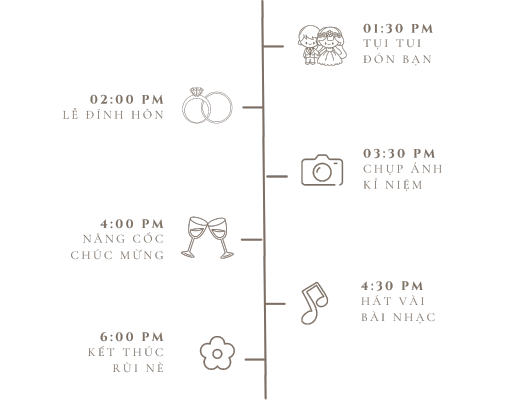 01:30 PM
TỤI TUI
ĐÓN BẠN
02:00 PM
LỄ ĐÍNH HÔN
03:30 PM
CHỤP ẢNH
KỈ NIỆM
4:00 PM
NÂNG CỐC
CHÚC MỪNG
4:30 PM
HÁT VÀI
BÀI NHẠC
6:00 PM
KẾT THÚC
RÙI NÈ